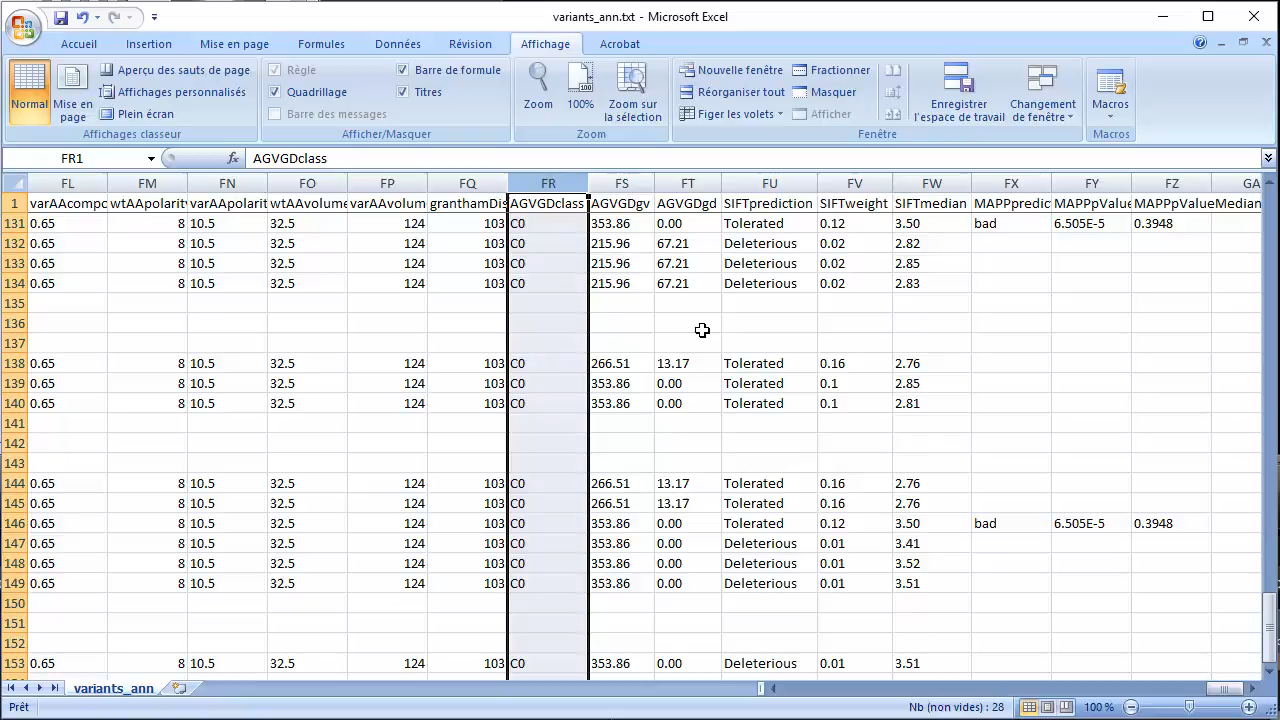 variants_ann.txt - Microsoft Excel
Accueil Insertion Mise en page Formules Données Révision Affichage Acrobat
Normal Mise en page Aperçu des sauts de page Affichages personnalisés Plein écran Affichages classeur
Règle Barre de formule Quadrillage Titres Barre des messages Afficher/Masquer
Zoom 100% Zoom sur la sélection Zoom
Nouvelle fenêtre Fractionner Réorganiser tout Masquer Figer les volets Afficher Enregistrer l'espace de travail Changement de fenêtre Fenêtre
Macros Macros
FR1 fx AGVGDclass
FL FM FN FO FP FQ FR FS FT FU FV FW FX FY FZ GA
1 varAAcompo wtAApolarit varAApolarit wtAAvolume varAAvolum granthamDis AGVGDclass AGVGDgv AGVGDgd SIFTprediction SIFTweight SIFTmedian MAPPpredict MAPPpValue MAPPpValueMedian
131 0.65 8 10.5 32.5 124 103 C0 353.86 0.00 Tolerated 0.12 3.50 bad 6.505E-5 0.3948
132 0.65 8 10.5 32.5 124 103 C0 215.96 67.21 Deleterious 0.02 2.82
133 0.65 8 10.5 32.5 124 103 C0 215.96 67.21 Deleterious 0.02 2.85
134 0.65 8 10.5 32.5 124 103 C0 215.96 67.21 Deleterious 0.02 2.83
135
136
137
138 0.65 8 10.5 32.5 124 103 C0 266.51 13.17 Tolerated 0.16 2.76
139 0.65 8 10.5 32.5 124 103 C0 353.86 0.00 Tolerated 0.1 2.85
140 0.65 8 10.5 32.5 124 103 C0 353.86 0.00 Tolerated 0.1 2.81
141
142
143
144 0.65 8 10.5 32.5 124 103 C0 266.51 13.17 Tolerated 0.16 2.76
145 0.65 8 10.5 32.5 124 103 C0 266.51 13.17 Tolerated 0.16 2.76
146 0.65 8 10.5 32.5 124 103 C0 353.86 0.00 Tolerated 0.12 3.50 bad 6.505E-5 0.3948
147 0.65 8 10.5 32.5 124 103 C0 353.86 0.00 Deleterious 0.01 3.41
148 0.65 8 10.5 32.5 124 103 C0 353.86 0.00 Deleterious 0.01 3.52
149 0.65 8 10.5 32.5 124 103 C0 353.86 0.00 Deleterious 0.01 3.51
150
151
152
153 0.65 8 10.5 32.5 124 103 C0 353.86 0.00 Deleterious 0.01 3.51
variants_ann
Prêt Nb (non vides) : 28 100 %